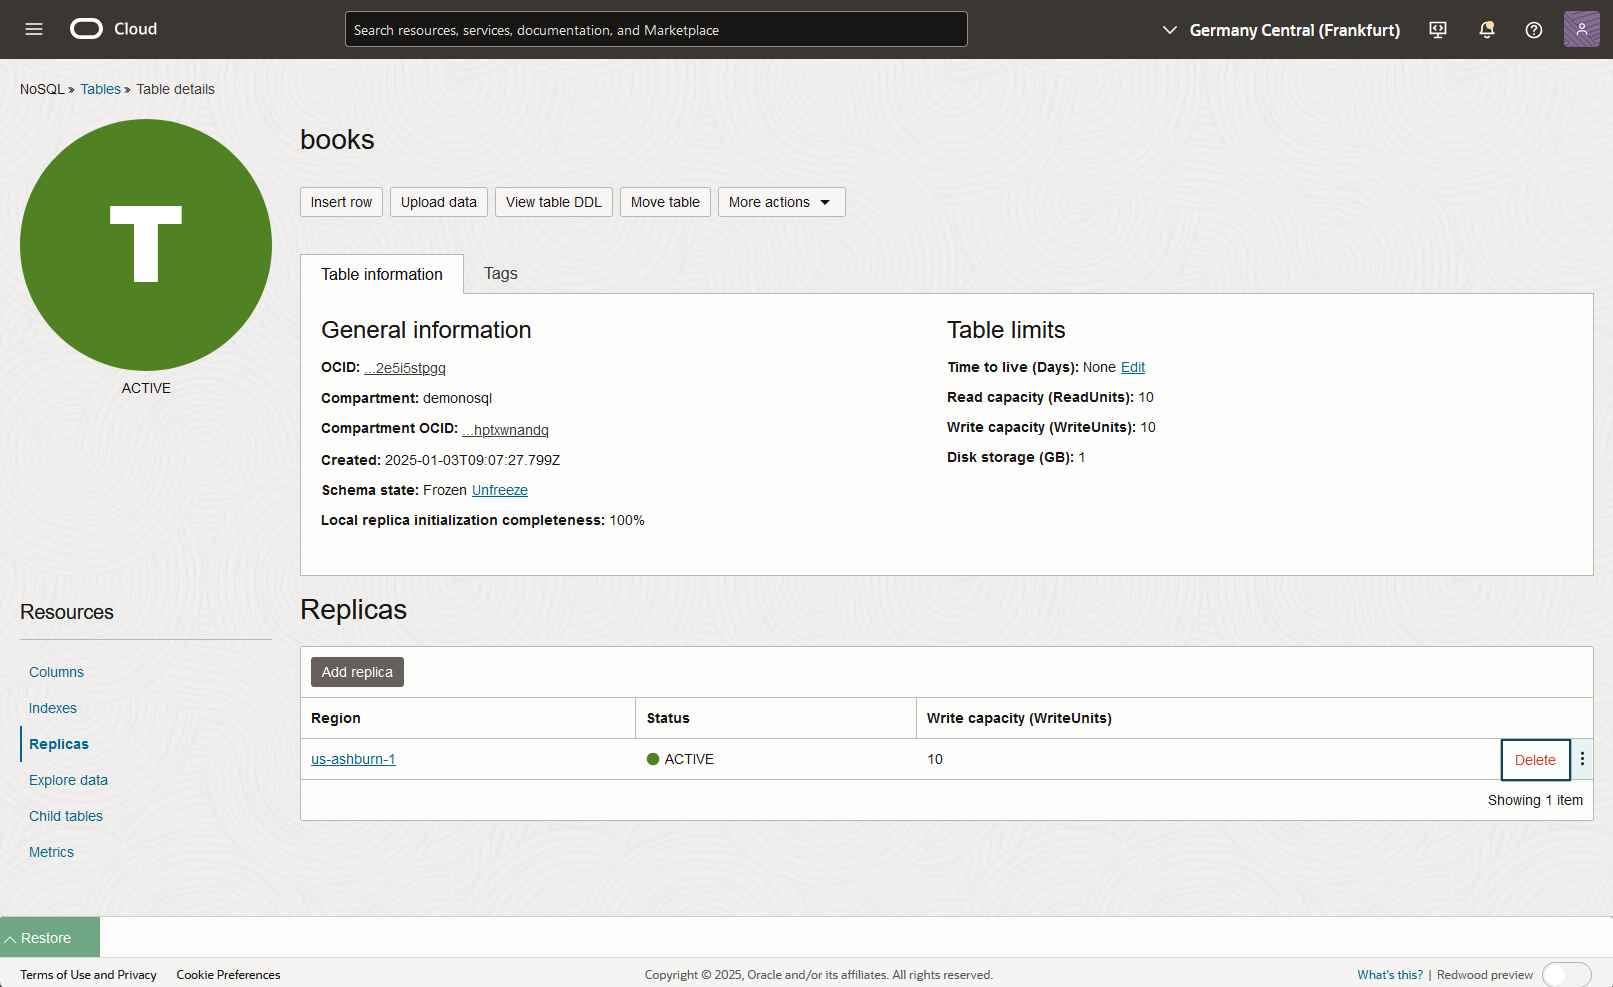 Cloud
Search resources, services, documentation, and Marketplace
Germany Central (Frankfurt)
NoSQL » Tables » Table details
T
ACTIVE
books
Insert row
Upload data
View table DDL
Move table
More actions
Table information
Tags
General information
OCID: ...2e5i5stpgq
Compartment: demonosql
Compartment OCID: ...hptxwnandq
Created: 2025-01-03T09:07:27.799Z
Schema state: Frozen Unfreeze
Local replica initialization completeness: 100%
Table limits
Time to live (Days): None Edit
Read capacity (ReadUnits): 10
Write capacity (WriteUnits): 10
Disk storage (GB): 1
Resources
Columns
Indexes
Replicas
Explore data
Child tables
Metrics
Replicas
Add replica
Region Status Write capacity (WriteUnits)
us-ashburn-1 ACTIVE 10 Delete
Showing 1 item
Restore
Terms of Use and Privacy Cookie Preferences
Copyright © 2025, Oracle and/or its affiliates. All rights reserved.
What's this? | Redwood preview